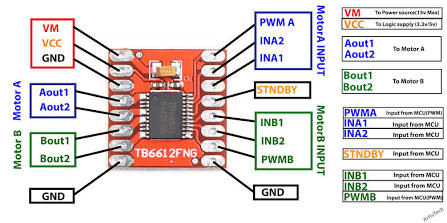 VM
VCC
GND
Motor A
Aout1
Aout2
Motor B
Bout1
Bout2
GND
TB6612FNG
PWM A
INA2
INA1
MotorA INPUT
STNDBY
INB1
INB2
PWMB
MotorB INPUT
GND
VM To Power source(15v Max)
VCC To Logic supply (3.3v/5v)
Aout1
Aout2
To Motor A
Bout1
Bout2
To Motor B
PWMA Input from MCU(PWM)
INA1 Input from MCU
INA2 Input from MCU
STNDBY Input from MCU
INB1 Input from MCU
INB2 Input from MCU
PWMB Input from MCU(PWM)